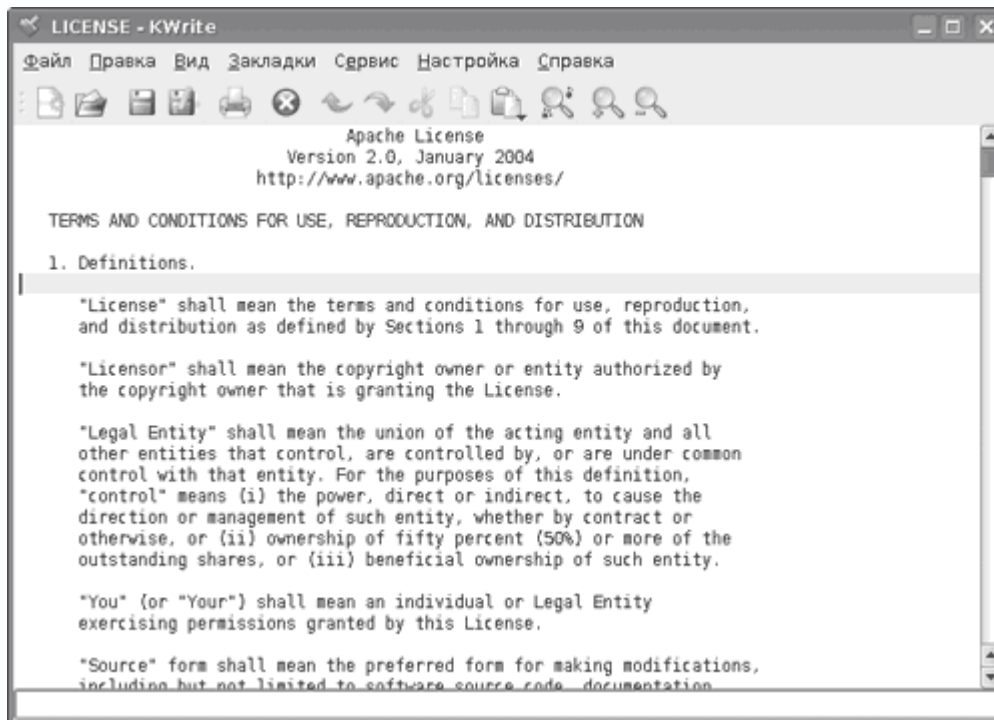 LICENSE - KWrite
Файл Правка Вид Закладки Сервис Настройка Справка
Apache License
Version 2.0, January 2004
http://www.apache.org/licenses/
TERMS AND CONDITIONS FOR USE, REPRODUCTION, AND DISTRIBUTION
1. Definitions.
"License" shall mean the terms and conditions for use, reproduction,
and distribution as defined by Sections 1 through 9 of this document.
"Licensor" shall mean the copyright owner or entity authorized by
the copyright owner that is granting the License.
"Legal Entity" shall mean the union of the acting entity and all
other entities that control, are controlled by, or are under common
control with that entity. For the purposes of this definition,
"control" means (i) the power, direct or indirect, to cause the
direction or management of such entity, whether by contract or
otherwise, or (ii) ownership of fifty percent (50%) or more of the
outstanding shares, or (iii) beneficial ownership of such entity.
"You" (or "Your") shall mean an individual or Legal Entity
exercising permissions granted by this License.
"Source" form shall mean the preferred form for making modifications,
including but not limited to software source code, documentation